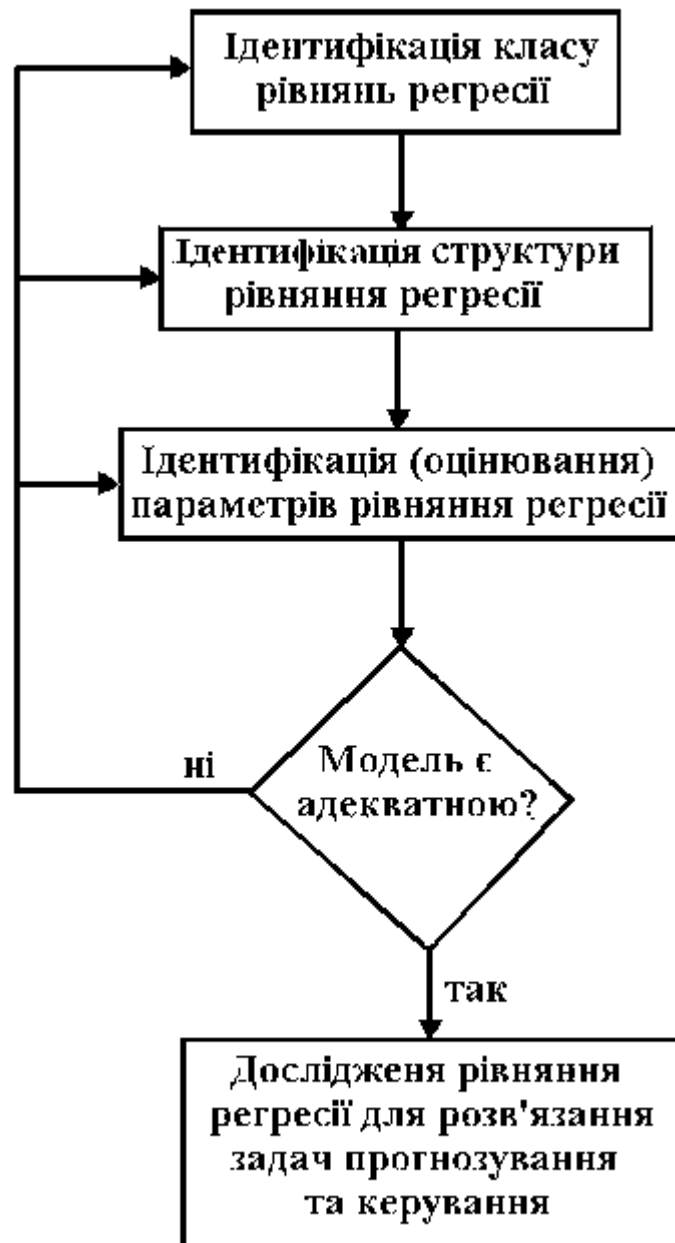 Ідентифікація класу
рівнянь регресії
Ідентифікація структури
рівняння регресії
Ідентифікація (оцінювання)
параметрів рівняння регресії
Модель є
адекватною?
ні
так
Дослідженя рівняння
регресії для розв'язання
задач прогнозування
та керування